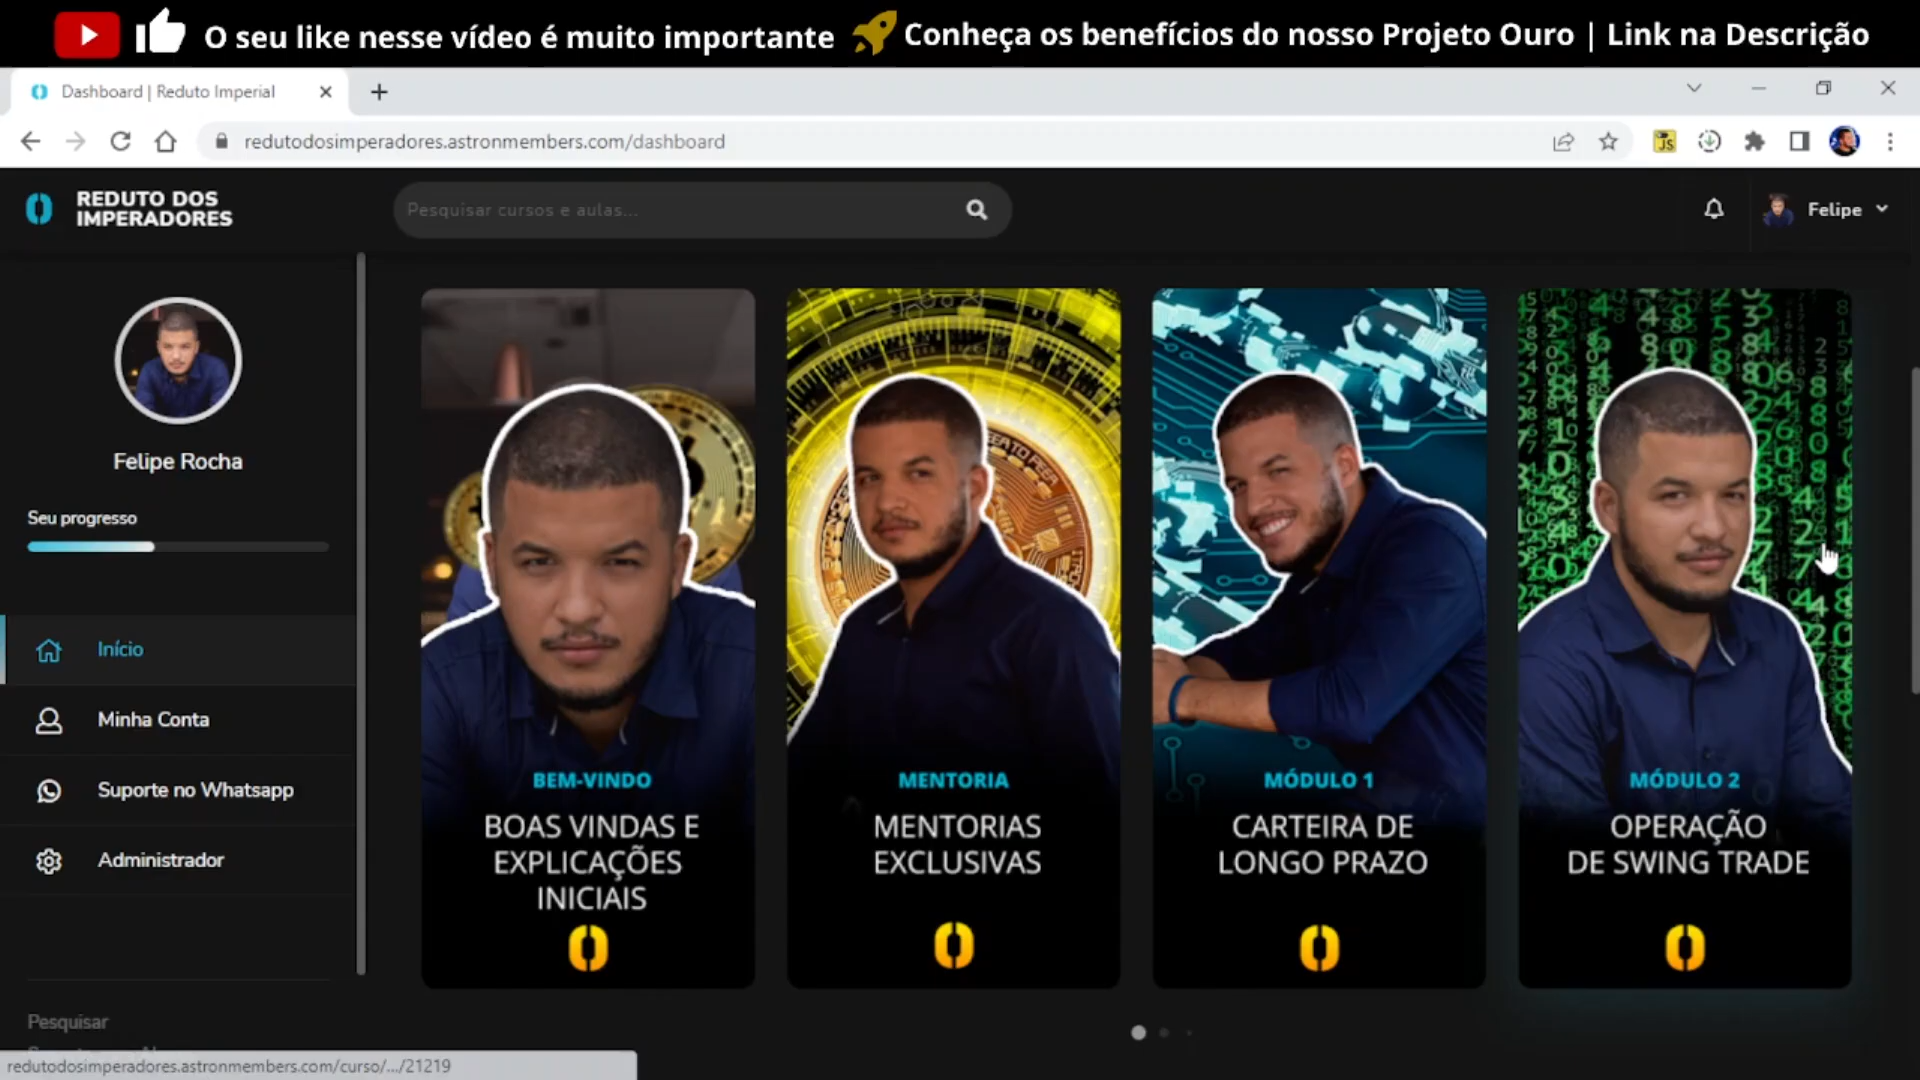 O seu like nesse vídeo é muito importante
Conheça os benefícios do nosso Projeto Ouro | Link na Descrição
Dashboard | Reduto Imperial
redutodosimperadores.astronmembers.com/dashboard
JS
REDUTO DOS
IMPERADORES
Pesquisar cursos e aulas...
Felipe
Felipe Rocha
Seu progresso
Início
Minha Conta
Suporte no Whatsapp
Administrador
Pesquisar
BEM-VINDO
BOAS VINDAS E
EXPLICAÇÕES
INICIAIS
MENTORIA
MENTORIAS
EXCLUSIVAS
MÓDULO 1
CARTEIRA DE
LONGO PRAZO
MÓDULO 2
OPERAÇÃO
DE SWING TRADE
redutodosimperadores.astronmembers.com/curso/.../21219